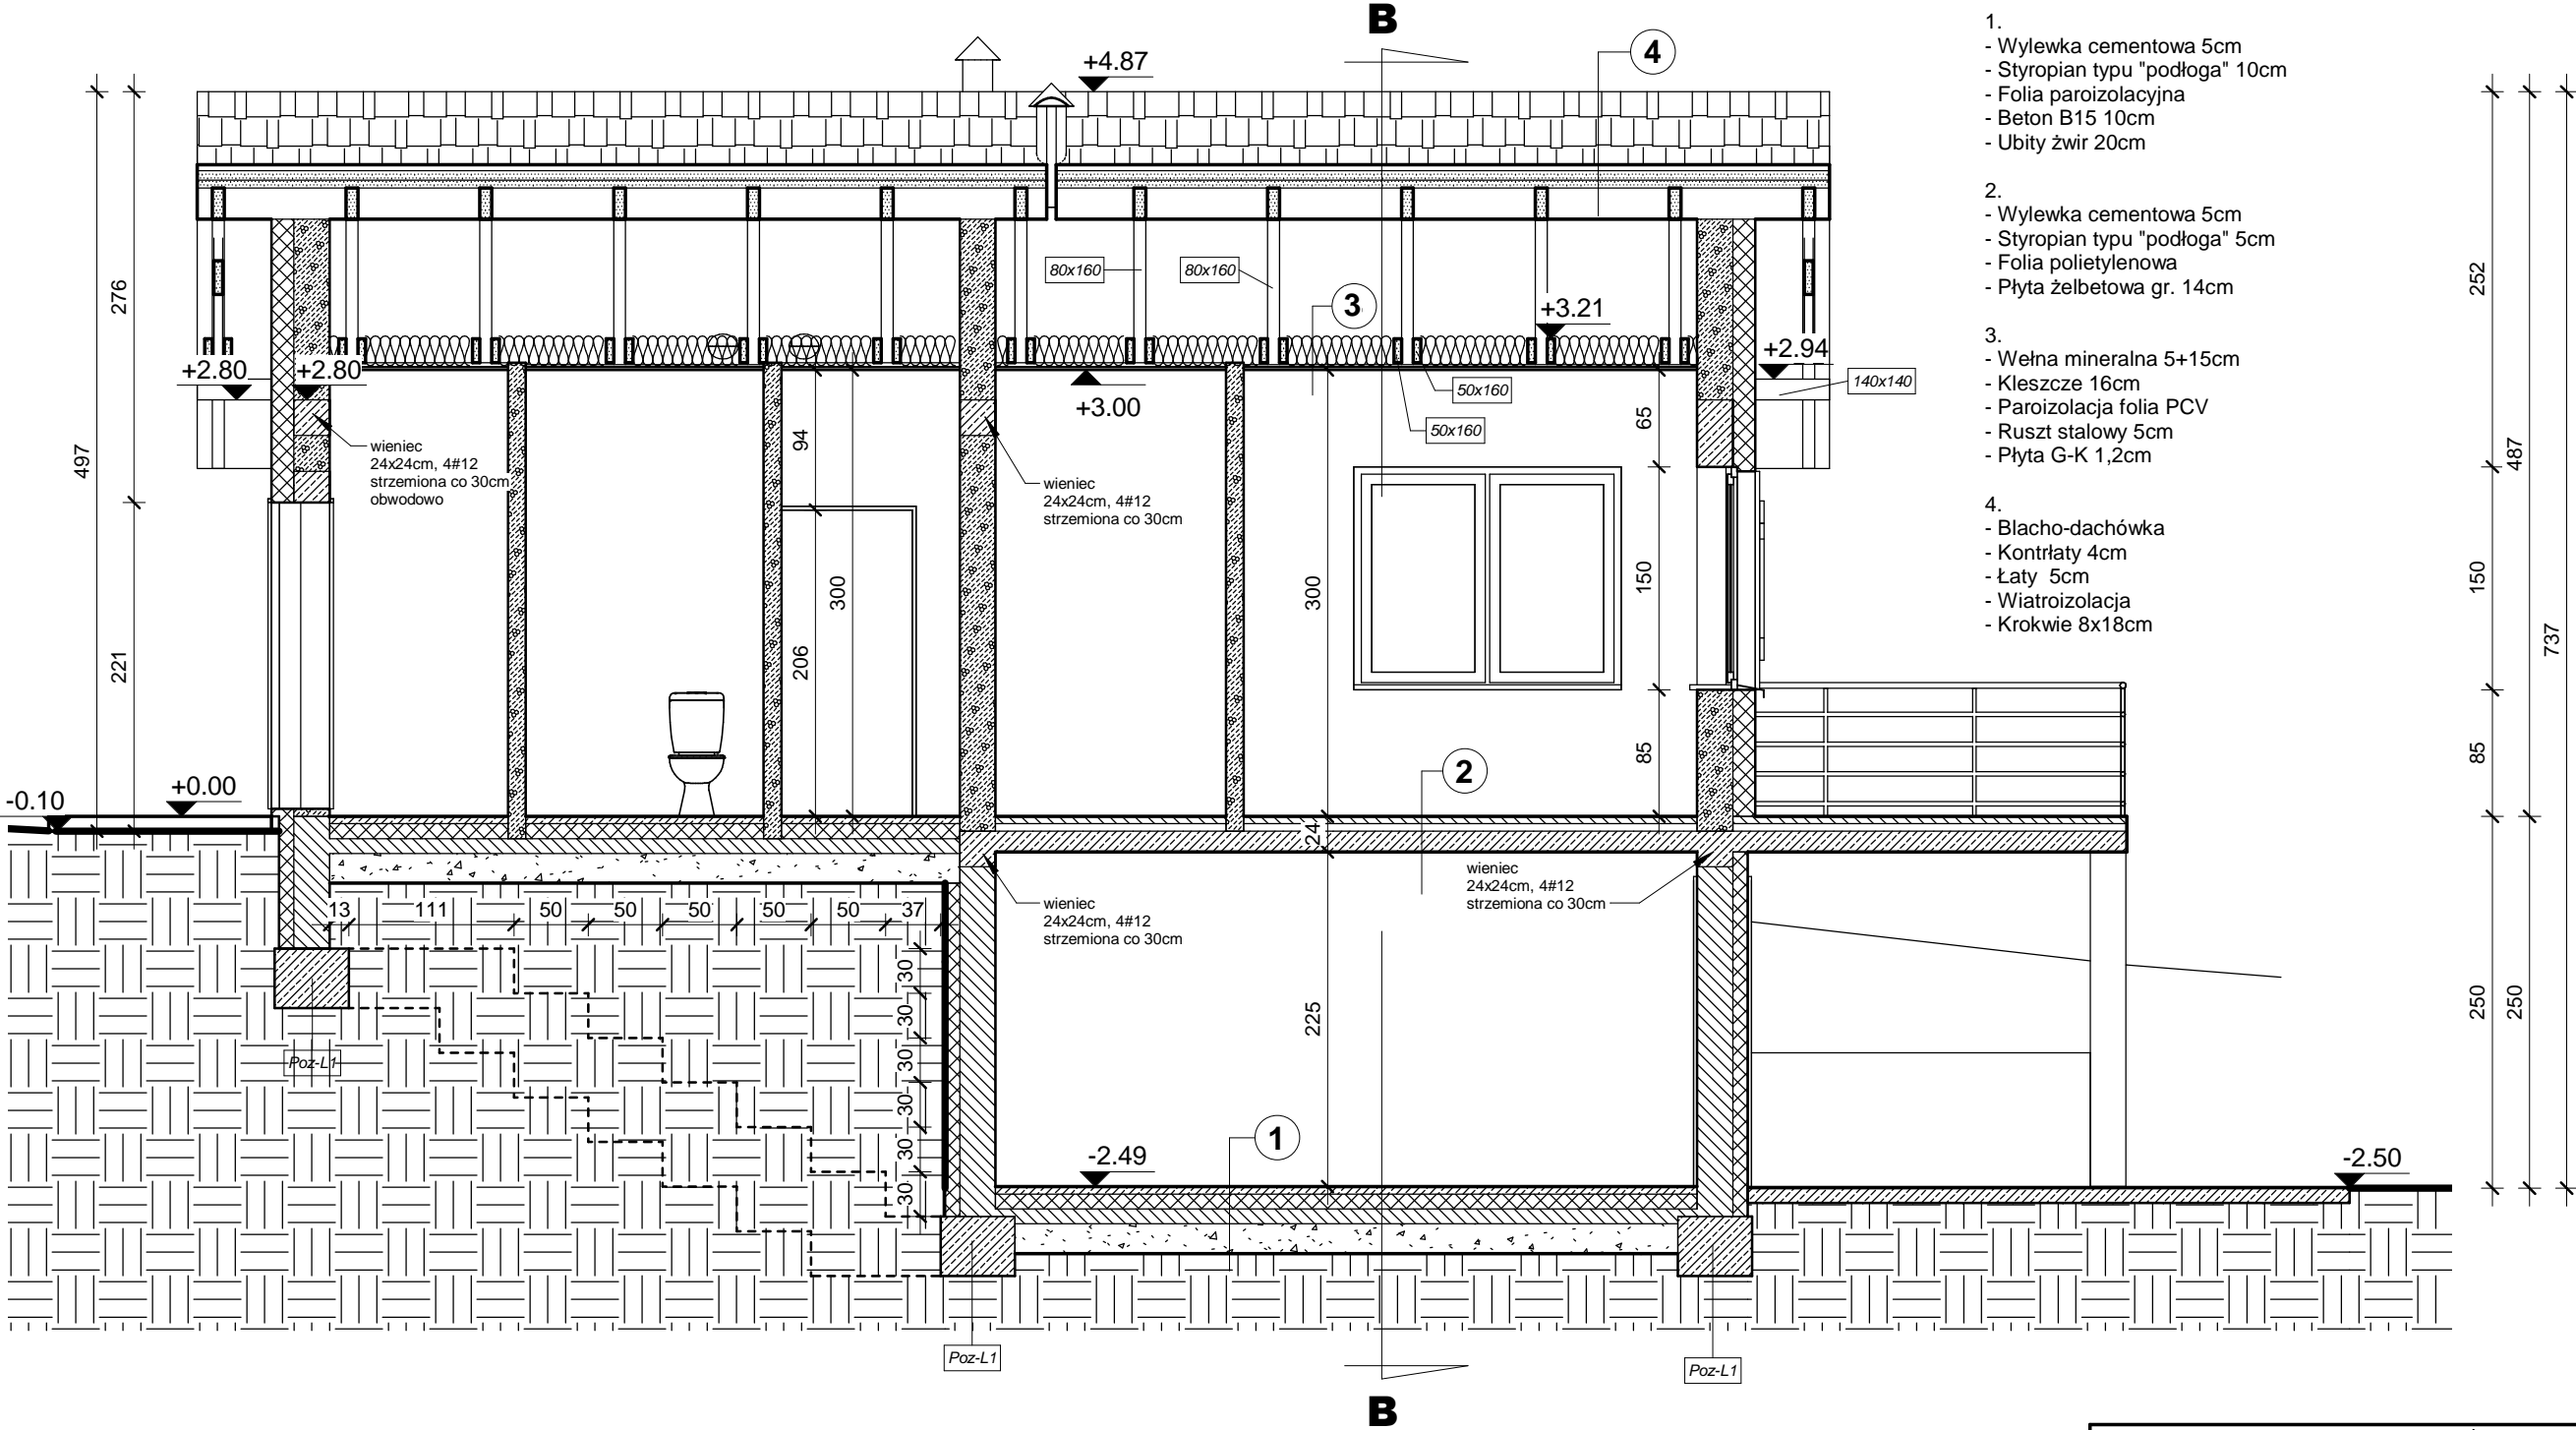 B
1.
- Wylewka cementowa 5cm
- Styropian typu "podłoga" 10cm
- Folia paroizolacyjna
- Beton B15 10cm
- Ubity żwir 20cm
2.
- Wylewka cementowa 5cm
- Styropian typu "podłoga" 5cm
- Folia polietylenowa
- Płyta żelbetowa gr. 14cm
3.
- Wełna mineralna 5+15cm
- Kleszcze 16cm
- Paroizolacja folia PCV
- Ruszt stalowy 5cm
- Płyta G-K 1,2cm
4.
- Blacho-dachówka
- Kontrłaty 4cm
- Łaty 5cm
- Wiatroizolacja
- Krokwie 8x18cm
+4.87
4
80x160
80x160
3
+3.21
+2.94
140x140
+2.80
+2.80
+3.00
50x160
50x160
wieniec
24x24cm, 4#12
strzemiona co 30cm
obwodowo
wieniec
24x24cm, 4#12
strzemiona co 30cm
497
276
221
94
206
300
300
65
150
85
252
150
85
250
487
250
737
-0.10
+0.00
2
24
225
wieniec
24x24cm, 4#12
strzemiona co 30cm
wieniec
24x24cm, 4#12
strzemiona co 30cm
13 111 50 50 50 50 50 37
30
30
30
30
30
30
Poz-L1
1
-2.49
-2.50
Poz-L1
Poz-L1
B